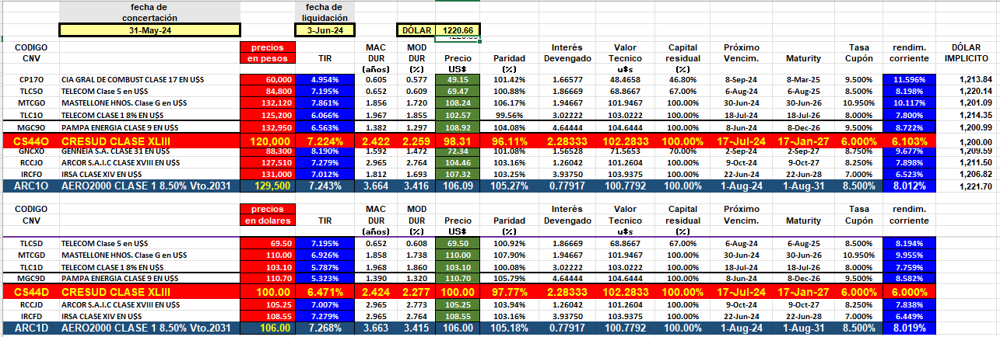 fecha de concertación fecha de liquidación
31-May-24 3-Jun-24 DÓLAR 1220.66
CODIGO precios MAC MOD Interés Valor Capital Próximo Tasa rendim. DÓLAR
CNV en pesos TIR DUR DUR Precio Paridad Devengado Tecnico residual Vencim. Maturity Cupón corriente IMPLICITO
(años) (%) US$ (%) u$s (%)
CP17O CIA GRAL DE COMBUST CLASE 17 EN U$S 60,000 4.954% 0.605 0.577 49.15 101.42% 1.66577 48.4658 46.80% 8-Sep-24 8-Mar-25 9.500% 11.596% 1,213.84
TLC5O TELECOM Clase 5 en U$S 84,800 7.195% 0.652 0.609 69.47 100.88% 1.86669 68.8667 67.00% 6-Aug-24 6-Aug-25 8.500% 8.198% 1,220.14
MTCGO MASTELLONE HNOS. Clase G en U$S 132,120 7.861% 1.856 1.720 108.24 106.17% 1.94667 101.9467 100.00% 30-Jun-24 30-Jun-26 10.950% 10.117% 1,201.09
TLC1O TELECOM CLASE 1 8% EN U$S 125,200 6.066% 1.967 1.855 102.57 99.56% 3.02222 103.0222 100.00% 18-Jul-24 18-Jul-26 8.000% 7.800% 1,214.35
MGC9O PAMPA ENERGIA CLASE 9 EN U$S 132,950 6.563% 1.382 1.297 108.92 104.08% 4.64444 104.6444 100.00% 8-Jun-24 8-Dec-26 9.500% 8.722% 1,200.99
CS44O CRESUD CLASE XLIII 120,000 7.224% 2.422 2.259 98.31 96.11% 2.28333 102.2833 100.00% 17-Jul-24 17-Jan-27 6.000% 6.103% 1,200.00
GNCXO GENNEIA S.A. CLASE 31 EN U$S 88,300 8.190% 1.592 1.472 72.34 101.08% 1.56528 71.5653 70.00% 2-Sep-24 2-Sep-27 8.750% 9.677% 1,209.59
RCCJO ARCOR S.A.I.C CLASE XVIII EN U$S 127,510 7.279% 2.965 2.764 104.46 103.16% 1.26042 101.2604 100.00% 9-Oct-24 9-Oct-27 8.250% 7.898% 1,211.50
IRCFO IRSA CLASE XIV EN U$S 131,000 7.012% 1.812 1.693 107.32 103.25% 3.93750 103.9375 100.00% 22-Jun-24 22-Jun-28 7.000% 6.523% 1,206.82
ARC1O AERO2000 CLASE 1 8.50% Vto.2031 129,500 7.243% 3.664 3.416 106.09 105.27% 0.77917 100.7792 100.00% 1-Aug-24 1-Aug-31 8.500% 8.012% 1,221.70
CODIGO precios MAC MOD Interés Valor Capital Próximo Tasa rendim.
CNV en dolares TIR DUR DUR Precio Paridad Devengado Tecnico residual Vencim. Maturity Cupón corriente
(años) (%) US$ (%) u$s (%)
TLC5D TELECOM Clase 5 en U$S 69.50 7.195% 0.652 0.608 69.50 100.92% 1.86669 68.8667 67.00% 6-Aug-24 6-Aug-25 8.500% 8.194%
MTCGD MASTELLONE HNOS. Clase G en U$S 110.00 6.926% 1.858 1.738 110.00 107.90% 1.94667 101.9467 100.00% 30-Jun-24 30-Jun-26 10.950% 9.955%
TLC1D TELECOM CLASE 1 8% EN U$S 103.10 5.787% 1.968 1.860 103.10 100.08% 3.02222 103.0222 100.00% 18-Jul-24 18-Jul-26 8.000% 7.759%
MGC9D PAMPA ENERGIA CLASE 9 EN U$S 110.70 5.323% 1.390 1.320 110.70 105.79% 4.64444 104.6444 100.00% 8-Jun-24 8-Dec-26 9.500% 8.582%
CS44D CRESUD CLASE XLIII 100.00 6.471% 2.424 2.277 100.00 97.77% 2.28333 102.2833 100.00% 17-Jul-24 17-Jan-27 6.000% 6.000%
RCCJD ARCOR S.A.I.C CLASE XVIII EN U$S 105.25 7.007% 2.965 2.773 105.25 103.94% 1.26042 101.2604 100.00% 9-Oct-24 9-Oct-27 8.250% 7.838%
IRCFD IRSA CLASE XIV EN U$S 108.55 7.279% 2.965 2.764 108.55 103.16% 3.93750 103.9375 100.00% 22-Jun-24 22-Jun-28 7.000% 6.449%
ARC1D AERO2000 CLASE 1 8.50% Vto.2031 106.00 7.268% 3.663 3.415 106.00 105.18% 0.77917 100.7792 100.00% 1-Aug-24 1-Aug-31 8.500% 8.019%